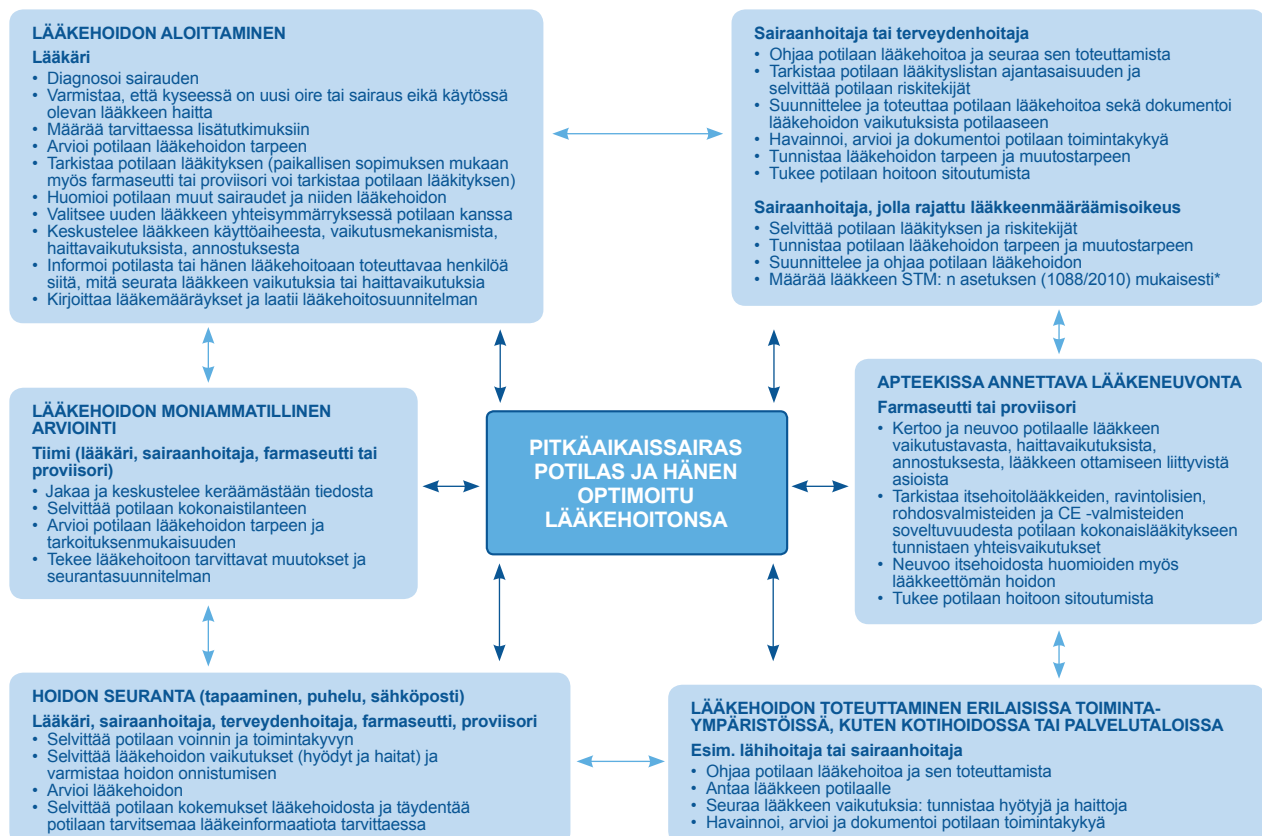 LÄÄKEHOIDON ALOITTAMINEN
Lääkäri
• Diagnosoi sairauden
• Varmistaa, että kyseessä on uusi oire tai sairaus eikä käytössä
olevan lääkkeen haitta
• Määrää tarvittaessa lisätutkimuksiin
• Arvioi potilaan lääkehoidon tarpeen
• Tarkistaa potilaan lääkityksen (paikallisen sopimuksen mukaan
myös farmaseutti tai proviisori voi tarkistaa potilaan lääkityksen)
• Huomioi potilaan muut sairaudet ja niiden lääkehoidon
• Valitsee uuden lääkkeen yhteisymmärryksessä potilaan kanssa
• Keskustelee lääkkeen käyttöaiheesta, vaikutusmekanismista,
haittavaikutuksista, annostuksesta
• Informoi potilasta tai hänen lääkehoitoaan toteuttavaa henkilöä
siitä, mitä seurata lääkkeen vaikutuksia tai haittavaikutuksia
• Kirjoittaa lääkemääräykset ja laatii lääkehoitosuunnitelman
Sairaanhoitaja tai terveydenhoitaja
• Ohjaa potilaan lääkehoitoa ja seuraa sen toteuttamista
• Tarkistaa potilaan lääkityslistan ajantasaisuuden ja
selvittää potilaan riskitekijät
• Suunnittelee ja toteuttaa potilaan lääkehoitoa sekä dokumentoi
lääkehoidon vaikutuksista potilaaseen
• Havainnoi, arvioi ja dokumentoi potilaan toimintakykyä
• Tunnistaa lääkehoidon tarpeen ja muutostarpeen
• Tukee potilaan hoitoon sitoutumista
Sairaanhoitaja, jolla rajattu lääkkeenmääräämisoikeus
• Selvittää potilaan lääkityksen ja riskitekijät
• Tunnistaa potilaan lääkehoidon tarpeen ja muutostarpeen
• Suunnittelee ja ohjaa potilaan lääkehoidon
• Määrää lääkkeen STM: n asetuksen (1088/2010) mukaisesti*
LÄÄKEHOIDON MONIAMMATILLINEN
ARVIOINTI
Tiimi (lääkäri, sairaanhoitaja, farmaseutti tai
proviisori)
• Jakaa ja keskustelee keräämästään tiedosta
• Selvittää potilaan kokonaistilanteen
• Arvioi potilaan lääkehoidon tarpeen ja
tarkoituksenmukaisuuden
• Tekee lääkehoitoon tarvittavat muutokset ja
seurantasuunnitelman
PITKÄAIKAISSAIRAS
POTILAS JA HÄNEN
OPTIMOITU
LÄÄKEHOITONSA
APTEEKISSA ANNETTAVA LÄÄKENEUVONTA
Farmaseutti tai proviisori
• Kertoo ja neuvoo potilaalle lääkkeen
vaikutustavasta, haittavaikutuksista,
annostuksesta, lääkkeen ottamiseen liittyvistä
asioista
• Tarkistaa itsehoitolääkkeiden, ravintolisien,
rohdosvalmisteiden ja CE -valmisteiden
soveltuvuudesta potilaan kokonaislääkitykseen
tunnistaen yhteisvaikutukset
• Neuvoo itsehoidosta huomioiden myös
lääkkeettömän hoidon
• Tukee potilaan hoitoon sitoutumista
HOIDON SEURANTA (tapaaminen, puhelu, sähköposti)
Lääkäri, sairaanhoitaja, terveydenhoitaja, farmaseutti, proviisori
• Selvittää potilaan voinnin ja toimintakyvyn
• Selvittää lääkehoidon vaikutukset (hyödyt ja haitat) ja
varmistaa hoidon onnistumisen
• Arvioi lääkehoidon
• Selvittää potilaan kokemukset lääkehoidosta ja täydentää
potilaan tarvitsemaa lääkeinformaatiota tarvittaessa
LÄÄKEHOIDON TOTEUTTAMINEN ERILAISISSA TOIMINTA-
YMPÄRISTÖISSÄ, KUTEN KOTIHOIDOSSA TAI PALVELUTALOISSA
Esim. lähihoitaja tai sairaanhoitaja
• Ohjaa potilaan lääkehoitoa ja sen toteuttamista
• Antaa lääkkeen potilaalle
• Seuraa lääkkeen vaikutuksia: tunnistaa hyötyjä ja haittoja
• Havainnoi, arvioi ja dokumentoi potilaan toimintakykyä